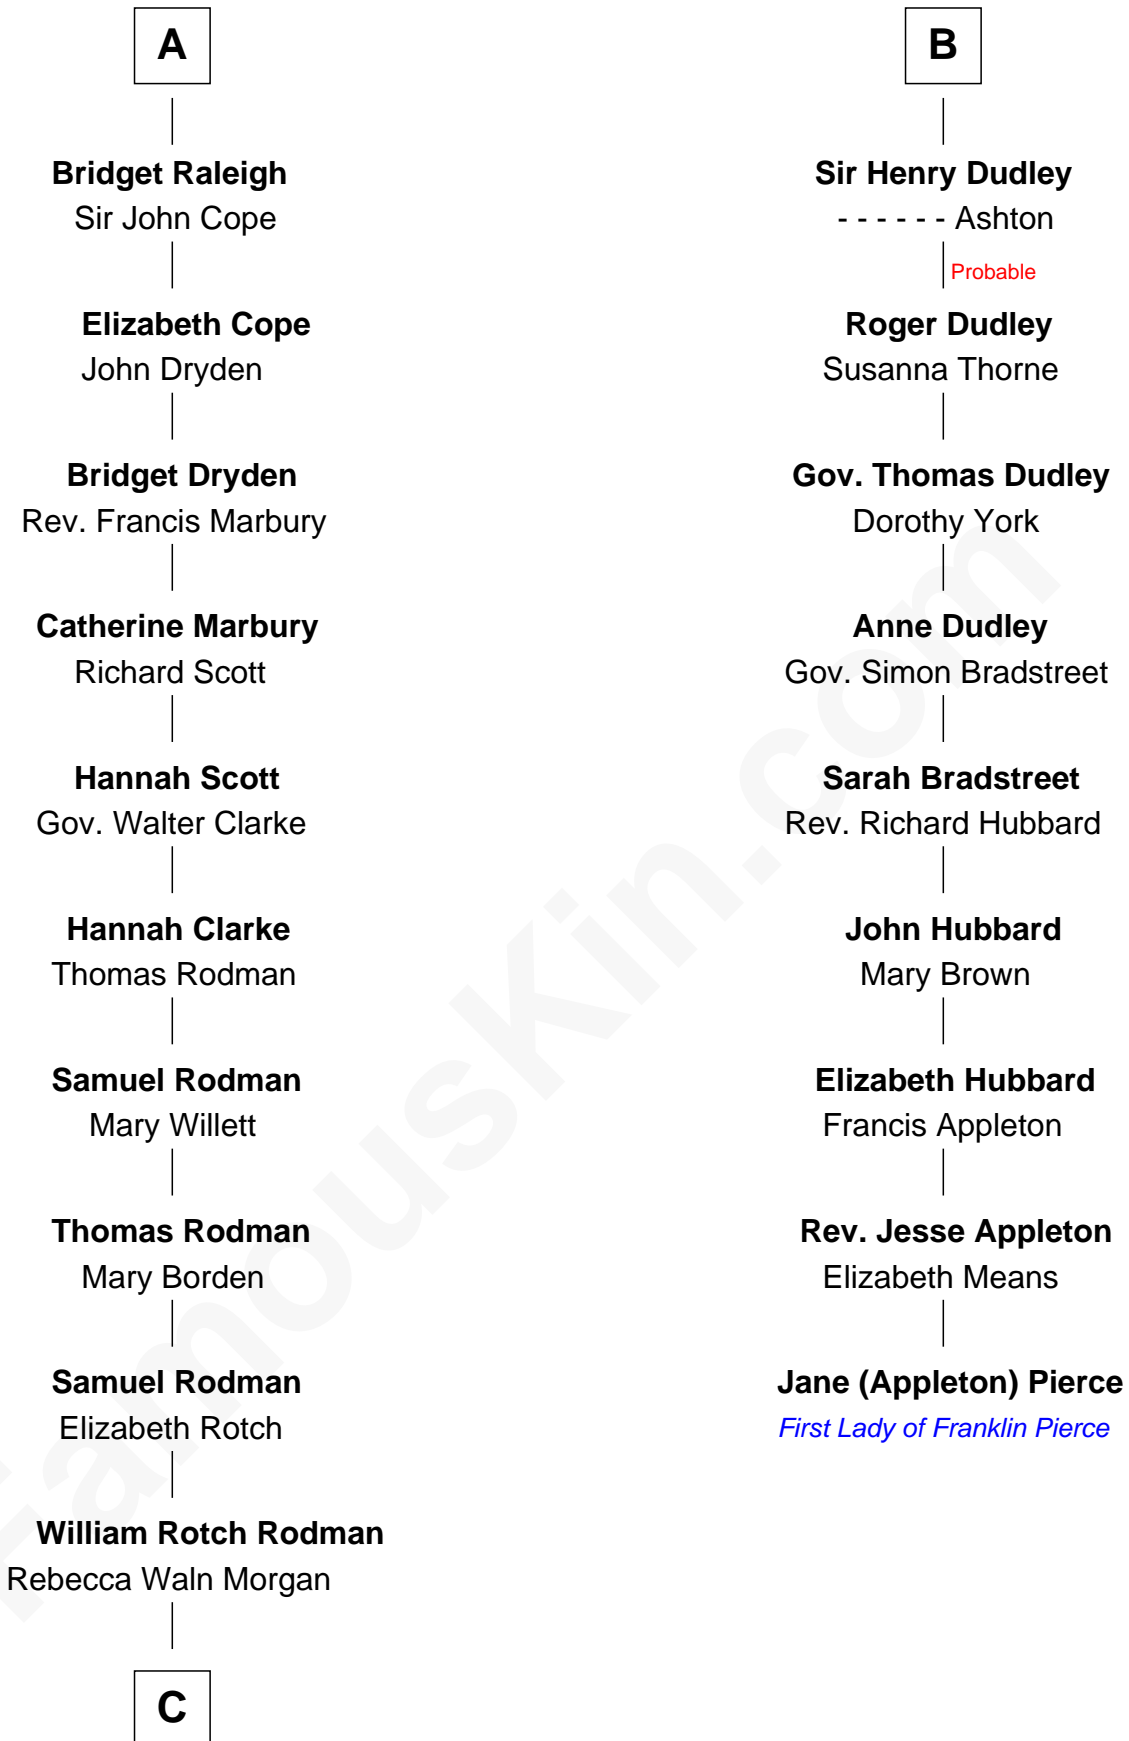 A
Bridget Raleigh
Sir John Cope
Elizabeth Cope
John Dryden
Bridget Dryden
Rev. Francis Marbury
Catherine Marbury
Richard Scott
Hannah Scott
Gov. Walter Clarke
Hannah Clarke
Thomas Rodman
Samuel Rodman
Mary Willett
Thomas Rodman
Mary Borden
Samuel Rodman
Elizabeth Rotch
William Rotch Rodman
Rebecca Waln Morgan
C
B
Sir Henry Dudley
- - - - - - Ashton
Probable
Roger Dudley
Susanna Thorne
Gov. Thomas Dudley
Dorothy York
Anne Dudley
Gov. Simon Bradstreet
Sarah Bradstreet
Rev. Richard Hubbard
John Hubbard
Mary Brown
Elizabeth Hubbard
Francis Appleton
Rev. Jesse Appleton
Elizabeth Means
Jane (Appleton) Pierce
First Lady of Franklin Pierce
FamousKin.com